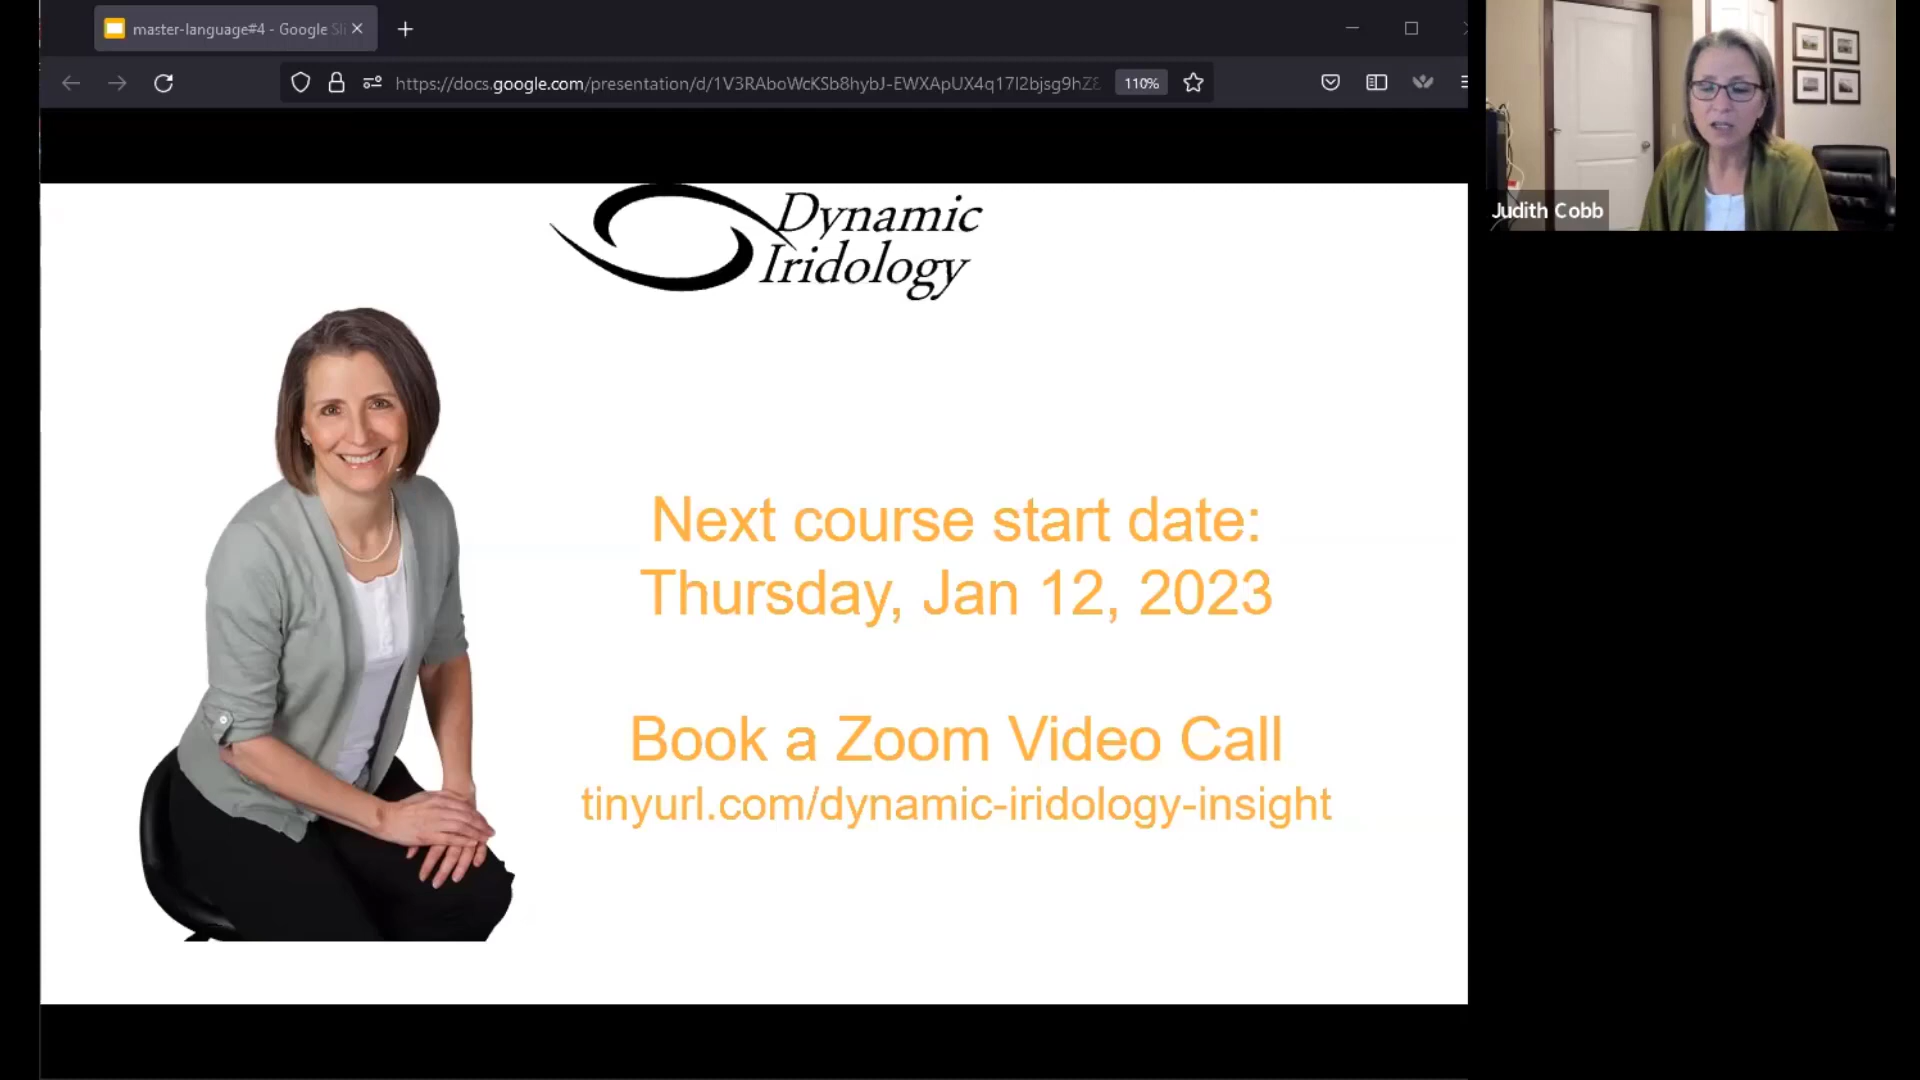 master-language#4 - Google Sli
https://docs.google.com/presentation/d/1V3RAboWcKSb8hybJ-EWXApUX4q17l2bjsg9hZ8
110%
Judith Cobb
Dynamic
Iridology
Next course start date:
Thursday, Jan 12, 2023
Book a Zoom Video Call
tinyurl.com/dynamic-iridology-insight